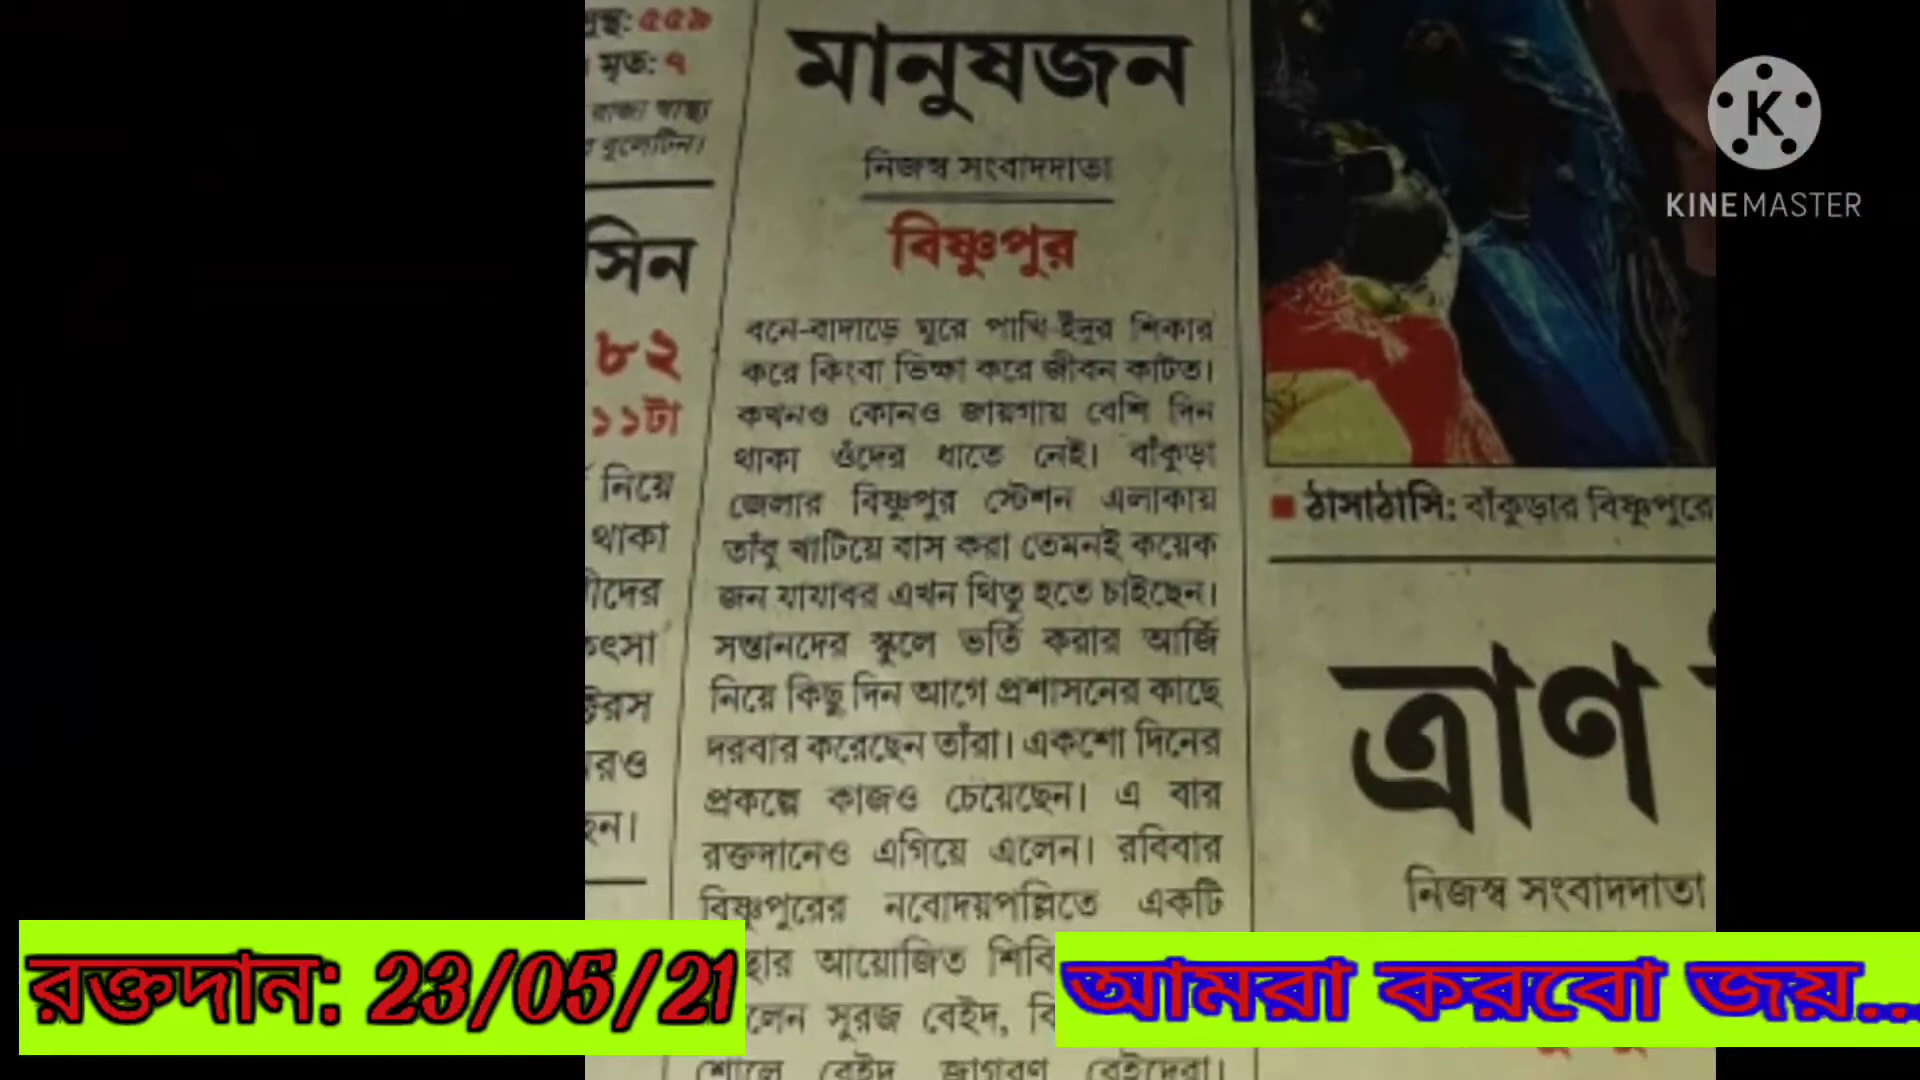 মৃত: ৭
মানুষজন
নিজস্ব সংবাদদাতা
বিষ্ণুপুর
বনে-বাদাড়ে ঘুরে পাখি-ইঁদুর শিকার
করে কিংবা ভিক্ষা করে জীবন কাটত।
কখনও কোনও জায়গায় বেশি দিন
থাকা ওঁদের ধাতে নেই। বাঁকুড়া
জেলার বিষ্ণুপুর স্টেশন এলাকায়
তাঁবু খাটিয়ে বাস করা তেমনই কয়েক
জন যাযাবর এখন থিতু হতে চাইছেন।
সন্তানদের স্কুলে ভর্তি করার আর্জি
নিয়ে কিছু দিন আগে প্রশাসনের কাছে
দরবার করেছেন তাঁরা। একশো দিনের
প্রকল্পে কাজও চেয়েছেন। এ বার
রক্তদানেও এগিয়ে এলেন। রবিবার
বিষ্ণুপুরের নবোদয়পল্লিতে একটি
আয়োজিত
সুরজ বেইদ,
৫৫৯
সিন
৮২
১১টা
নিয়ে
থাকা
■ ঠাসাঠাসি: বাঁকুড়ার বিষ্ণুপুরে
ত্রাণ
নিজস্ব সংবাদদাতা
K
KINEMASTER
রক্তদান: 23/05/21
আমরা করবো জয়...